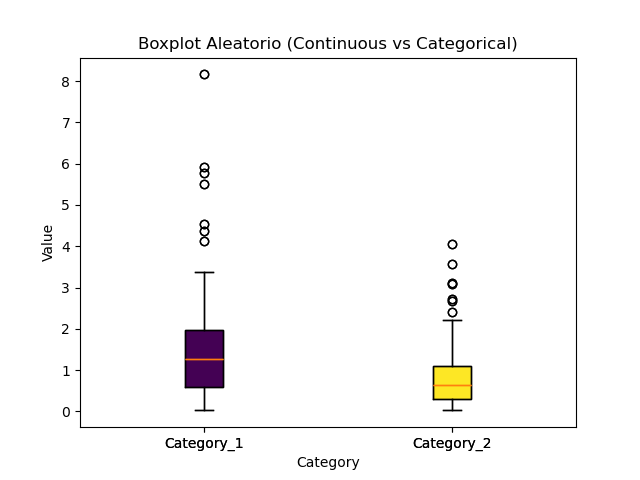 Boxplot Aleatorio (Continuous vs Categorical)
8
7
6
5
4
3
2
1
0
Value
Category_1
Category_2
Category